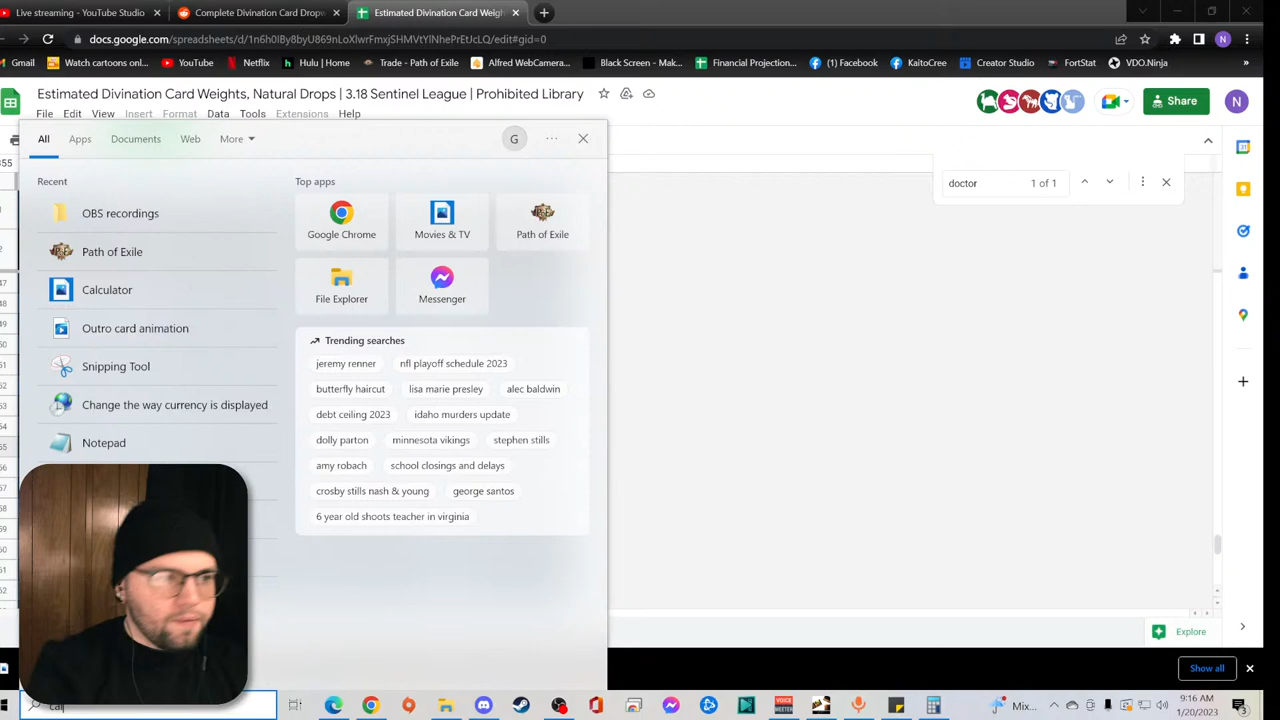 Live streaming - YouTube Studio
Complete Divination Card Dropw
Estimated Divination Card Weigh
docs.google.com/spreadsheets/d/1n6h0lBy8byU869nLoXlwrFmxjSHMVtYlNhePrEtJcLQ/edit#gid=0
Gmail
Watch cartoons onl...
YouTube
Netflix
Hulu | Home
Trade - Path of Exile
Alfred WebCamera...
Black Screen - Mak...
Financial Projection...
(1) Facebook
KaitoCree
Creator Studio
FortStat
VDO.Ninja
»
Estimated Divination Card Weights, Natural Drops | 3.18 Sentinel League | Prohibited Library
Share
N
File Edit View Insert Format Data Tools Extensions Help
All Apps Documents Web More
G
doctor 1 of 1
Recent
OBS recordings
Path of Exile
Calculator
Outro card animation
Snipping Tool
Change the way currency is displayed
Notepad
Top apps
Google Chrome
Movies & TV
Path of Exile
File Explorer
Messenger
Trending searches
jeremy renner
nfl playoff schedule 2023
butterfly haircut
lisa marie presley
alec baldwin
debt ceiling 2023
idaho murders update
dolly parton
minnesota vikings
stephen stills
amy robach
school closings and delays
crosby stills nash & young
george santos
6 year old shoots teacher in virginia
Explore
Show all
cal
Mix...
9:16 AM
1/20/2023